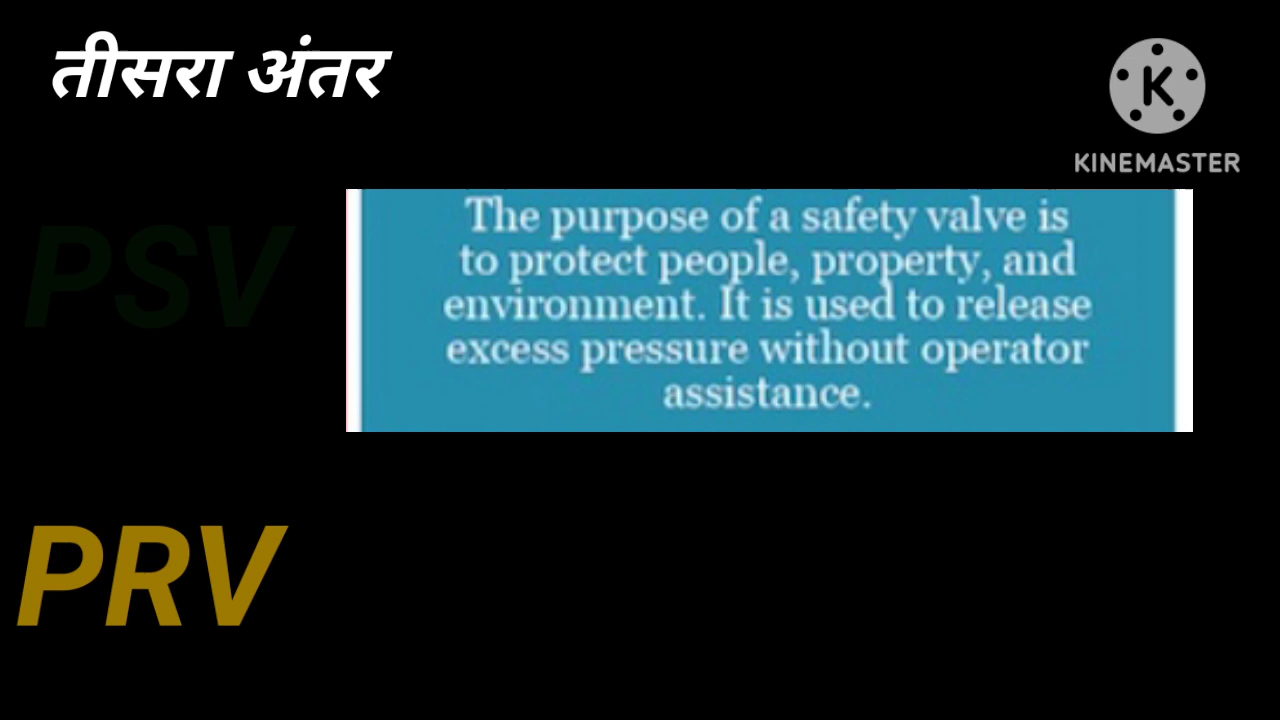 तीसरा अंतर
K
KINEMASTER
PSV
The purpose of a safety valve is
to protect people, property, and
environment. It is used to release
excess pressure without operator
assistance.
PRV